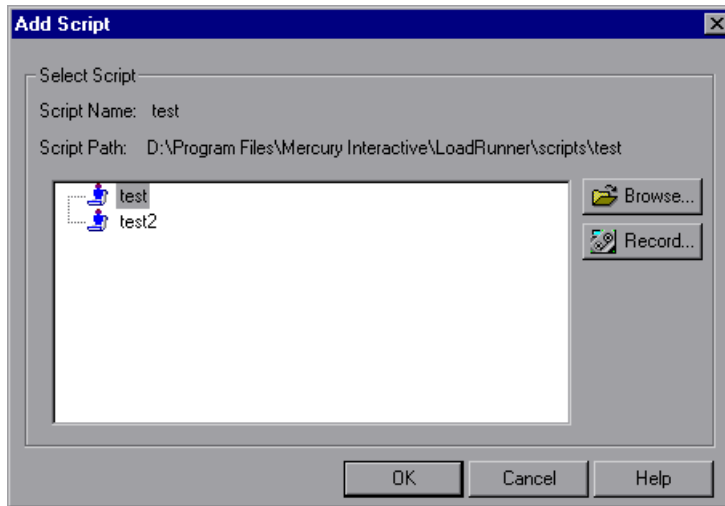 Add Script
Select Script
Script Name: test
Script Path: D:\Program Files\Mercury Interactive\LoadRunner\scripts\test
test
test2
Browse...
Record...
OK Cancel Help